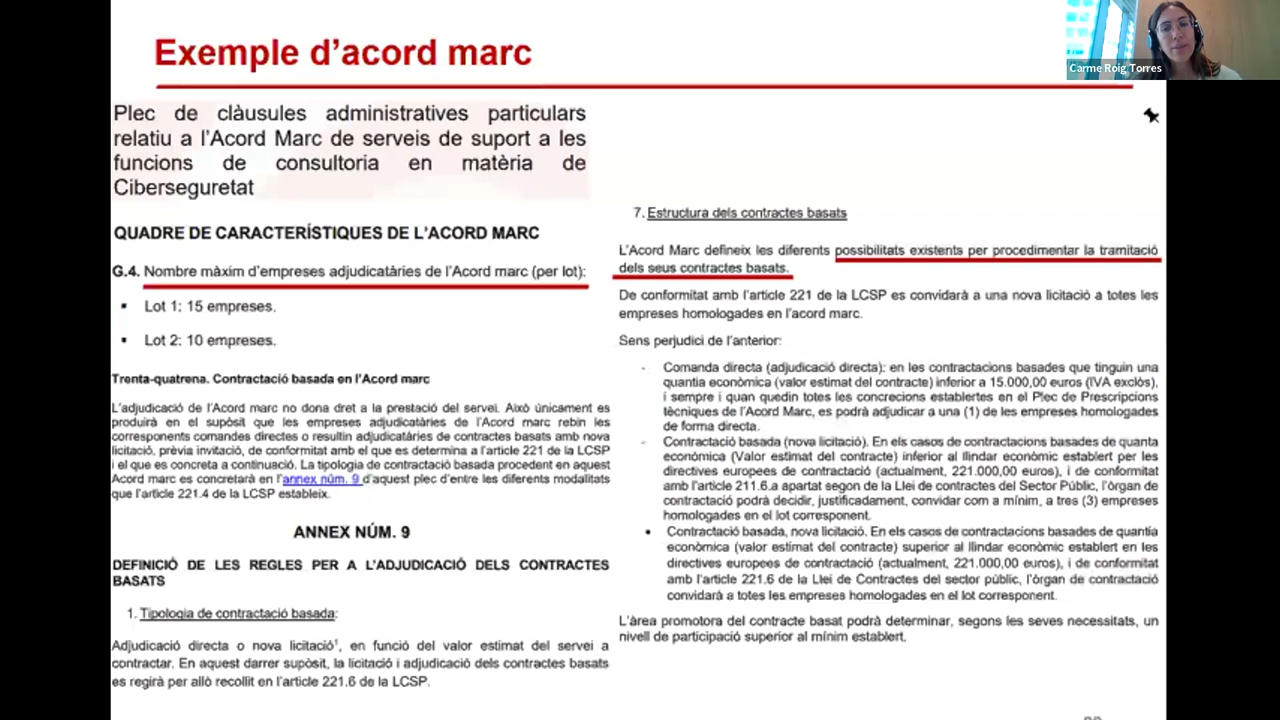 Exemple d’acord marc
Carme Roig Torres
Plec de clàusules administratives particulars
relatiu a l’Acord Marc de serveis de suport a les
funcions de consultoria en matèria de
Ciberseguretat
QUADRE DE CARACTERÍSTIQUES DE L’ACORD MARC
G.4. Nombre màxim d’empreses adjudicatàries de l’Acord marc (per lot):
▪ Lot 1: 15 empreses.
▪ Lot 2: 10 empreses.
Trenta-quatrena. Contractació basada en l’Acord marc
L’adjudicació de l’Acord marc no dona dret a la prestació del servei. Això únicament es
produirà en el supòsit que les empreses adjudicatàries de l’Acord marc rebin les
corresponents comandes directes o resultin adjudicatàries de contractes basats amb nova
licitació, prèvia invitació, de conformitat amb el que es determina a l’article 221 de la LCSP
i el que es concreta a continuació. La tipologia de contractació basada procedent en aquest
Acord marc es concretarà en l’annex núm. 9 d’aquest plec d’entre les diferents modalitats
que l’article 221.4 de la LCSP estableix.
ANNEX NÚM. 9
DEFINICIÓ DE LES REGLES PER A L’ADJUDICACIÓ DELS CONTRACTES
BASATS
1. Tipologia de contractació basada:
Adjudicació directa o nova licitació¹, en funció del valor estimat del servei a
contractar. En aquest darrer supòsit, la licitació i adjudicació dels contractes basats
es regirà per allò recollit en l’article 221.6 de la LCSP.
7. Estructura dels contractes basats
L’Acord Marc defineix les diferents possibilitats existents per procedimentar la tramitació
dels seus contractes basats.
De conformitat amb l’article 221 de la LCSP es convidarà a una nova licitació a totes les
empreses homologades en l’acord marc.
Sens perjudici de l’anterior:
- Comanda directa (adjudicació directa): en les contractacions basades que tinguin una
quantia econòmica (valor estimat del contracte) inferior a 15.000,00 euros (IVA exclòs),
i sempre i quan quedin totes les concrecions establertes en el Plec de Prescripcions
tècniques de l’Acord Marc, es podrà adjudicar a una (1) de les empreses homologades
de forma directa.
- Contractació basada (nova licitació). En els casos de contractacions basades de quanta
econòmica (Valor estimat del contracte) inferior al llindar econòmic establert per les
directives europees de contractació (actualment, 221.000,00 euros), i de conformitat
amb l’article 211.6.a apartat segon de la Llei de contractes del Sector Públic, l’òrgan de
contractació podrà decidir, justificadament, convidar com a mínim, a tres (3) empreses
homologades en el lot corresponent.
• Contractació basada, nova licitació. En els casos de contractacions basades de quantía
econòmica (valor estimat del contracte) superior al llindar econòmic establert en les
directives europees de contractació (actualment, 221.000,00 euros), i de conformitat
amb l’article 221.6 de la Llei de Contractes del sector públic, l’òrgan de contractació
convidarà a totes les empreses homologades en el lot corresponent.
L’àrea promotora del contracte basat podrà determinar, segons les seves necessitats, un
nivell de participació superior al mínim establert.